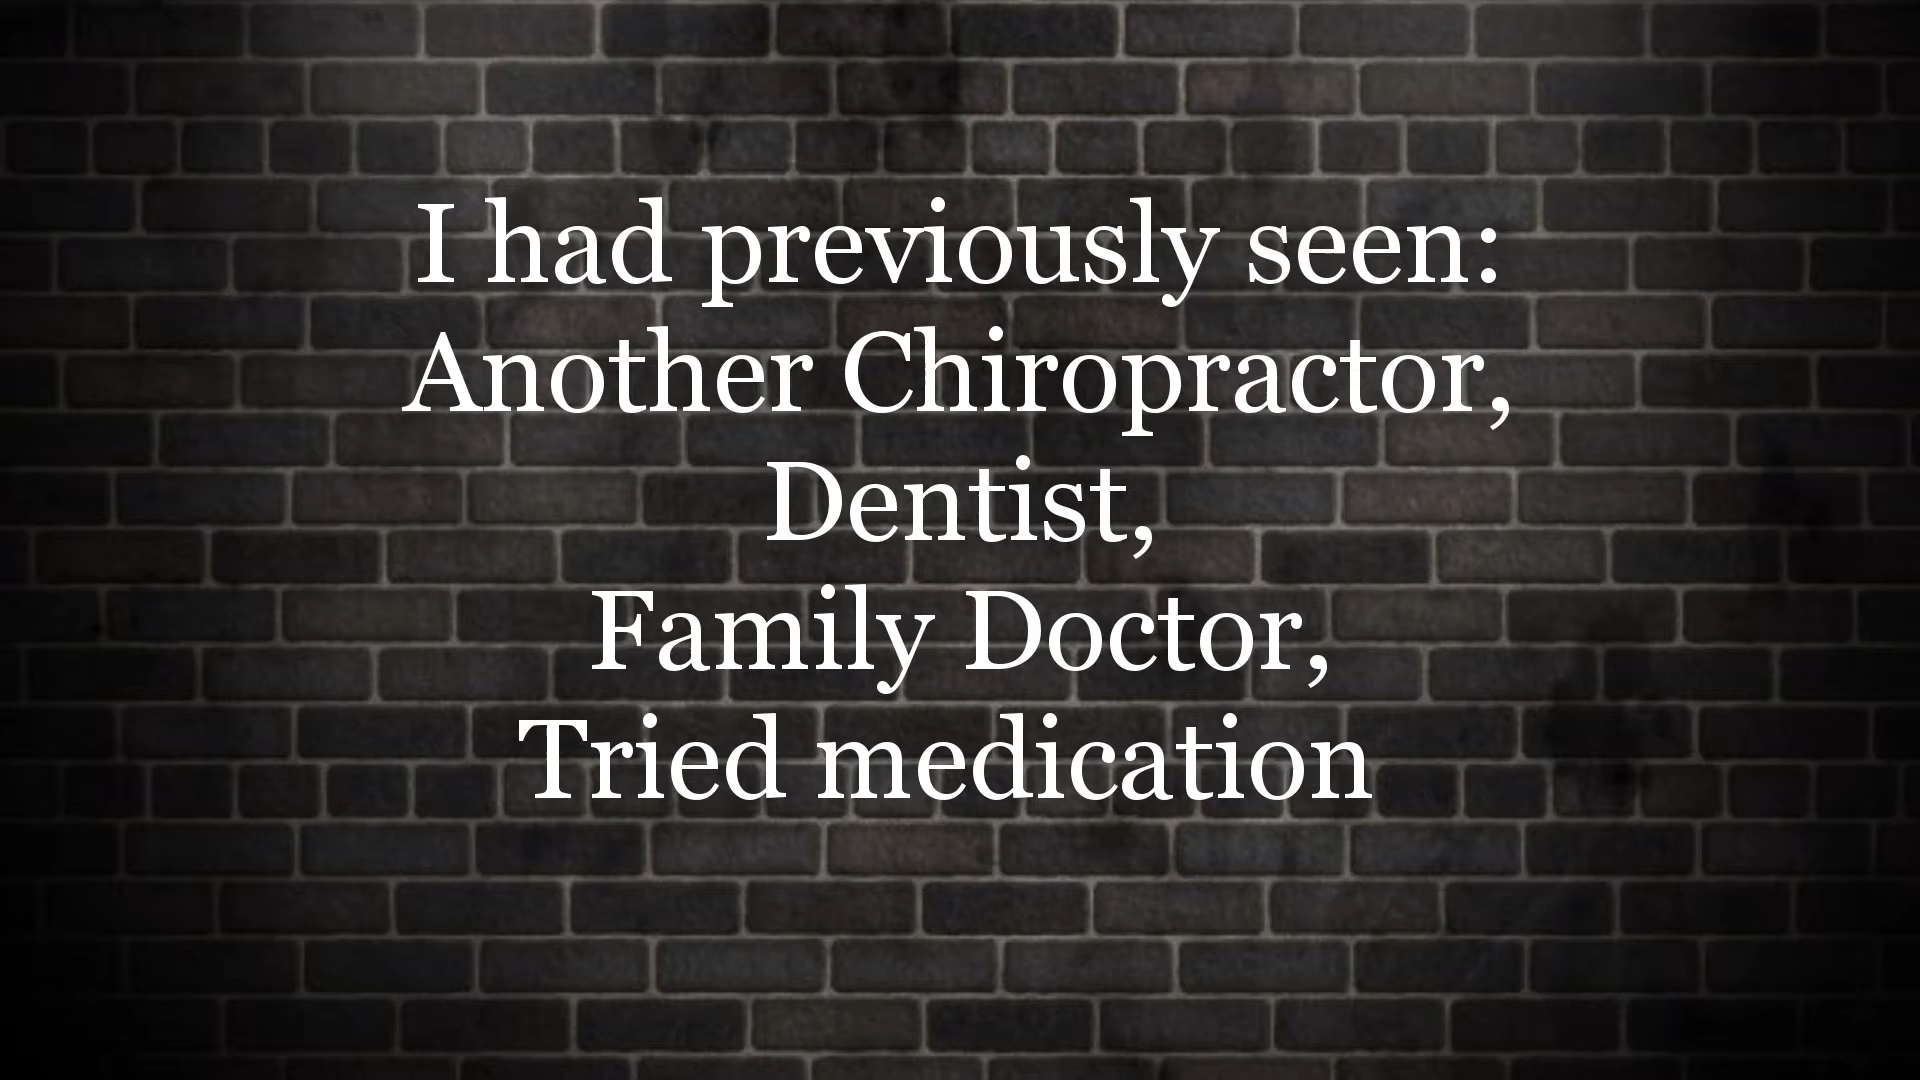 I had previously seen:
Another Chiropractor,
Dentist,
Family Doctor,
Tried medication